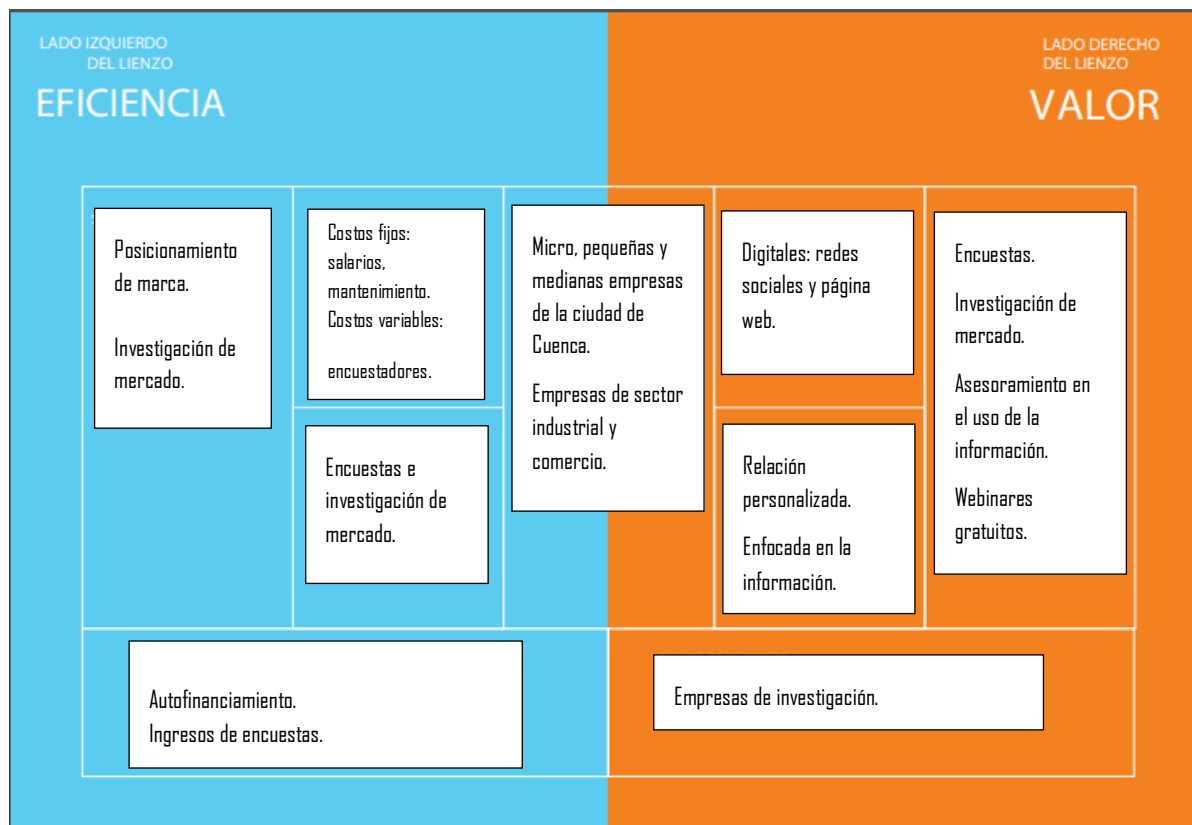 LADO IZQUIERDO
DEL LIENZO
EFICIENCIA
LADO DERECHO
DEL LIENZO
VALOR
Posicionamiento
de marca.
Investigación de
mercado.
Costos fijos:
salarios,
mantenimiento.
Costos variables:
encuestadores.
Encuestas e
investigación de
mercado.
Micro, pequeñas y
medianas empresas
de la ciudad de
Cuenca.
Empresas de sector
industrial y
comercio.
Digitales: redes
sociales y página
web.
Relación
personalizada.
Enfocada en la
información.
Encuestas.
Investigación de
mercado.
Asesoramiento en
el uso de la
información.
Webinares
gratuitos.
Autofinanciamiento.
Ingresos de encuestas.
Empresas de investigación.